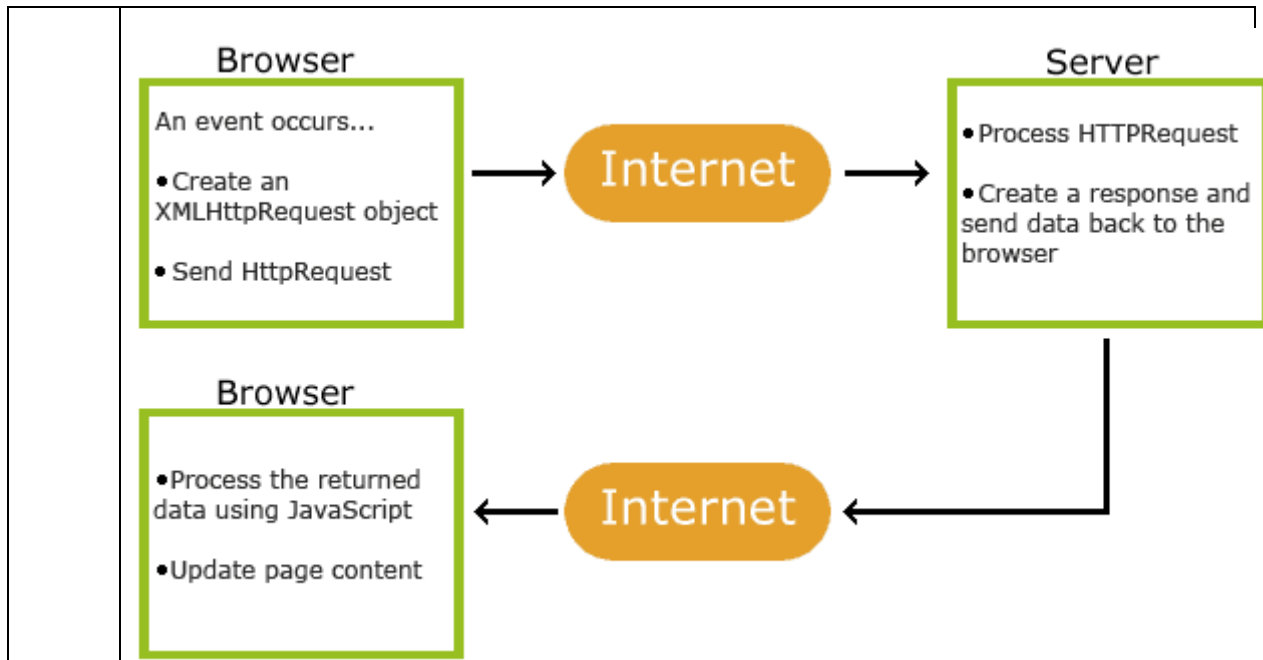 Browser
An event occurs...
•Create an
XMLHttpRequest object
• Send HttpRequest
Internet
Server
•Process HTTPRequest
•Create a response and
send data back to the
browser
Browser
•Process the returned
data using JavaScript
•Update page content
Internet